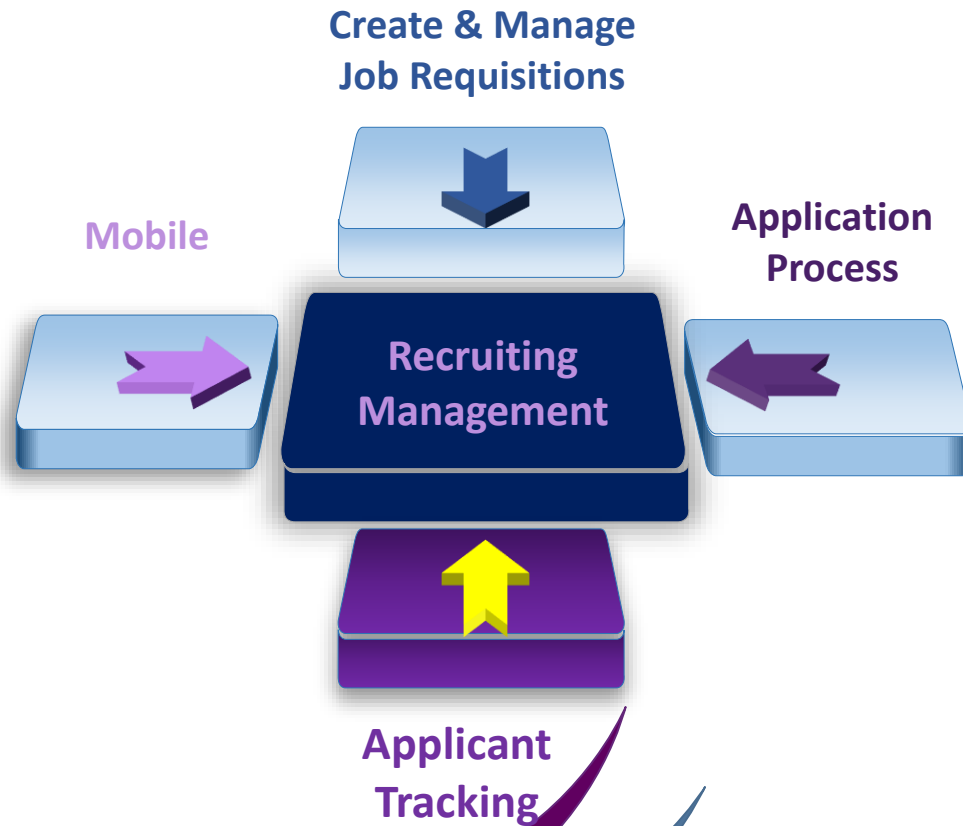 Create & Manage
Job Requisitions
Mobile
Application
Process
Recruiting
Management
Applicant
Tracking